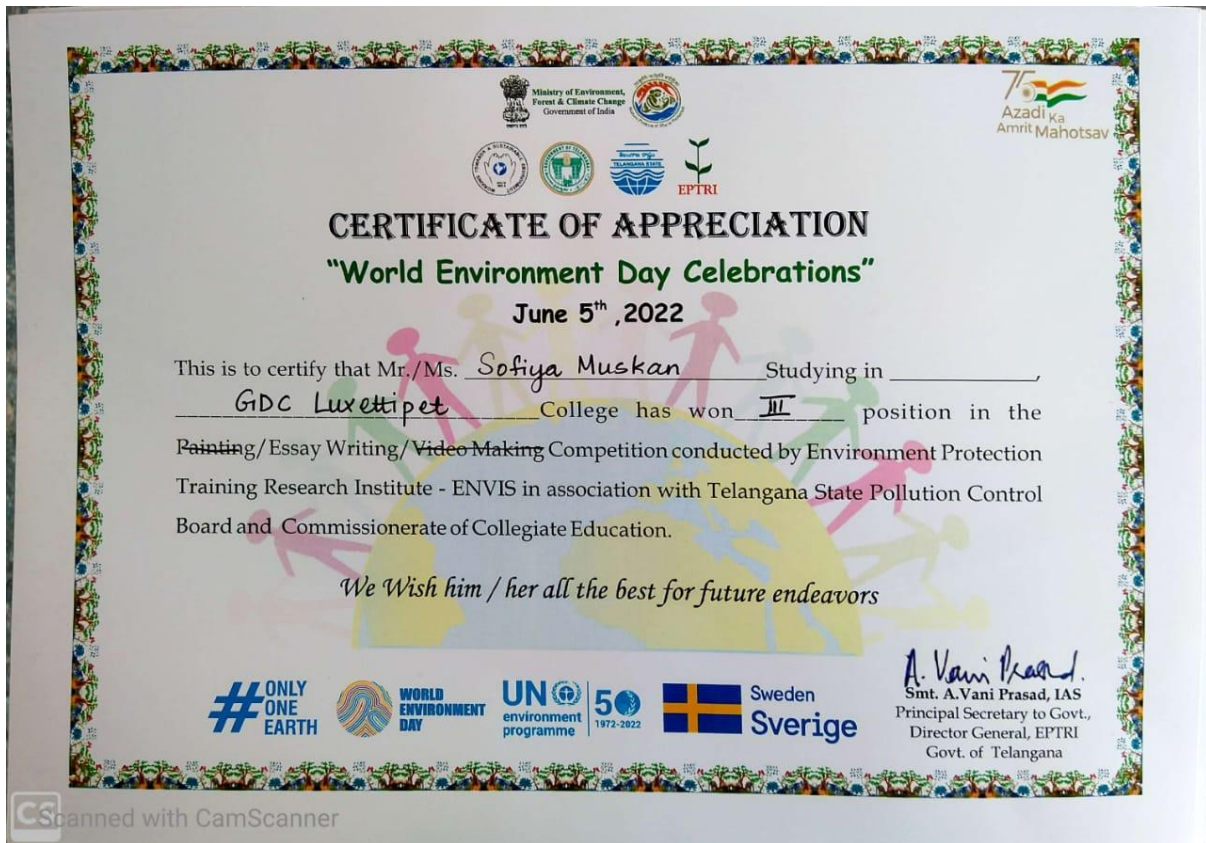 Ministry of Environment,
Forest & Climate Change
Government of India
75
Azadi Ka
Amrit Mahotsav
TELANGANA STATE
EPTRI
CERTIFICATE OF APPRECIATION
"World Environment Day Celebrations"
June 5th ,2022
This is to certify that Mr./Ms. Sofiya Muskan Studying in ,
GDC Luxettipet College has won III position in the
Painting/Essay Writing/Video Making Competition conducted by Environment Protection
Training Research Institute - ENVIS in association with Telangana State Pollution Control
Board and Commissionerate of Collegiate Education.
We Wish him / her all the best for future endeavors
A. Vani Prasad.
Smt. A.Vani Prasad, IAS
Principal Secretary to Govt.,
Director General, EPTRI
Govt. of Telangana
# ONLY
ONE
EARTH
WORLD
ENVIRONMENT
DAY
UN
environment
programme
50
1972-2022
Sweden
Sverige
CS Scanned with CamScanner